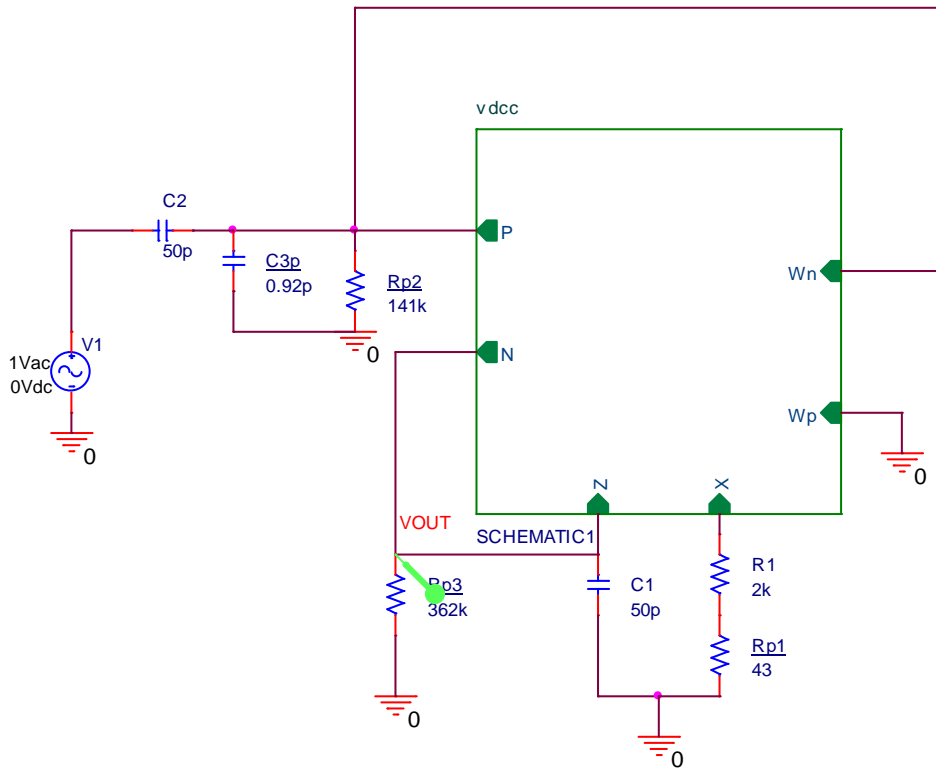 vdcc
C2
50p
C3p
0.92p
Rp2
141k
0
P
N
Wn
Wp
0
V1
1Vac
0Vdc
0
Z
X
VOUT
SCHEMATIC1
Rp3
362k
0
C1
50p
R1
2k
Rp1
43
0